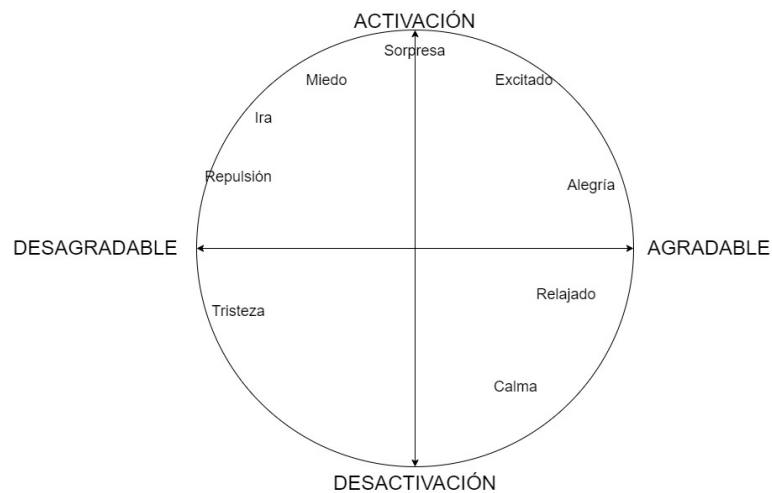 ACTIVACIÓN
Sorpresa
Miedo
Excitado
Ira
Repulsión
Alegría
DESAGRADABLE
AGRADABLE
Relajado
Tristeza
Calma
DESACTIVACIÓN